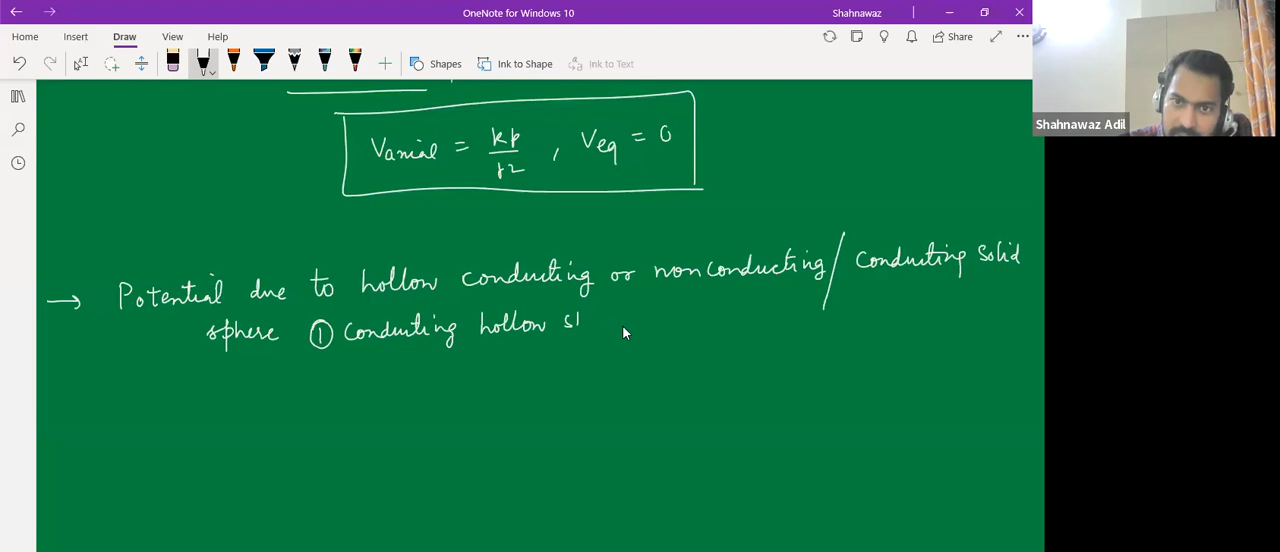 OneNote for Windows 10
Shahnawaz
Home Insert Draw View Help
Share
Shapes Ink to Shape Ink to Text
Shahnawaz Adil
Vaxial = kp/r2 , Veq = 0
→ Potential due to hollow conducting or nonconducting / conducting solid
sphere ① conducting hollow